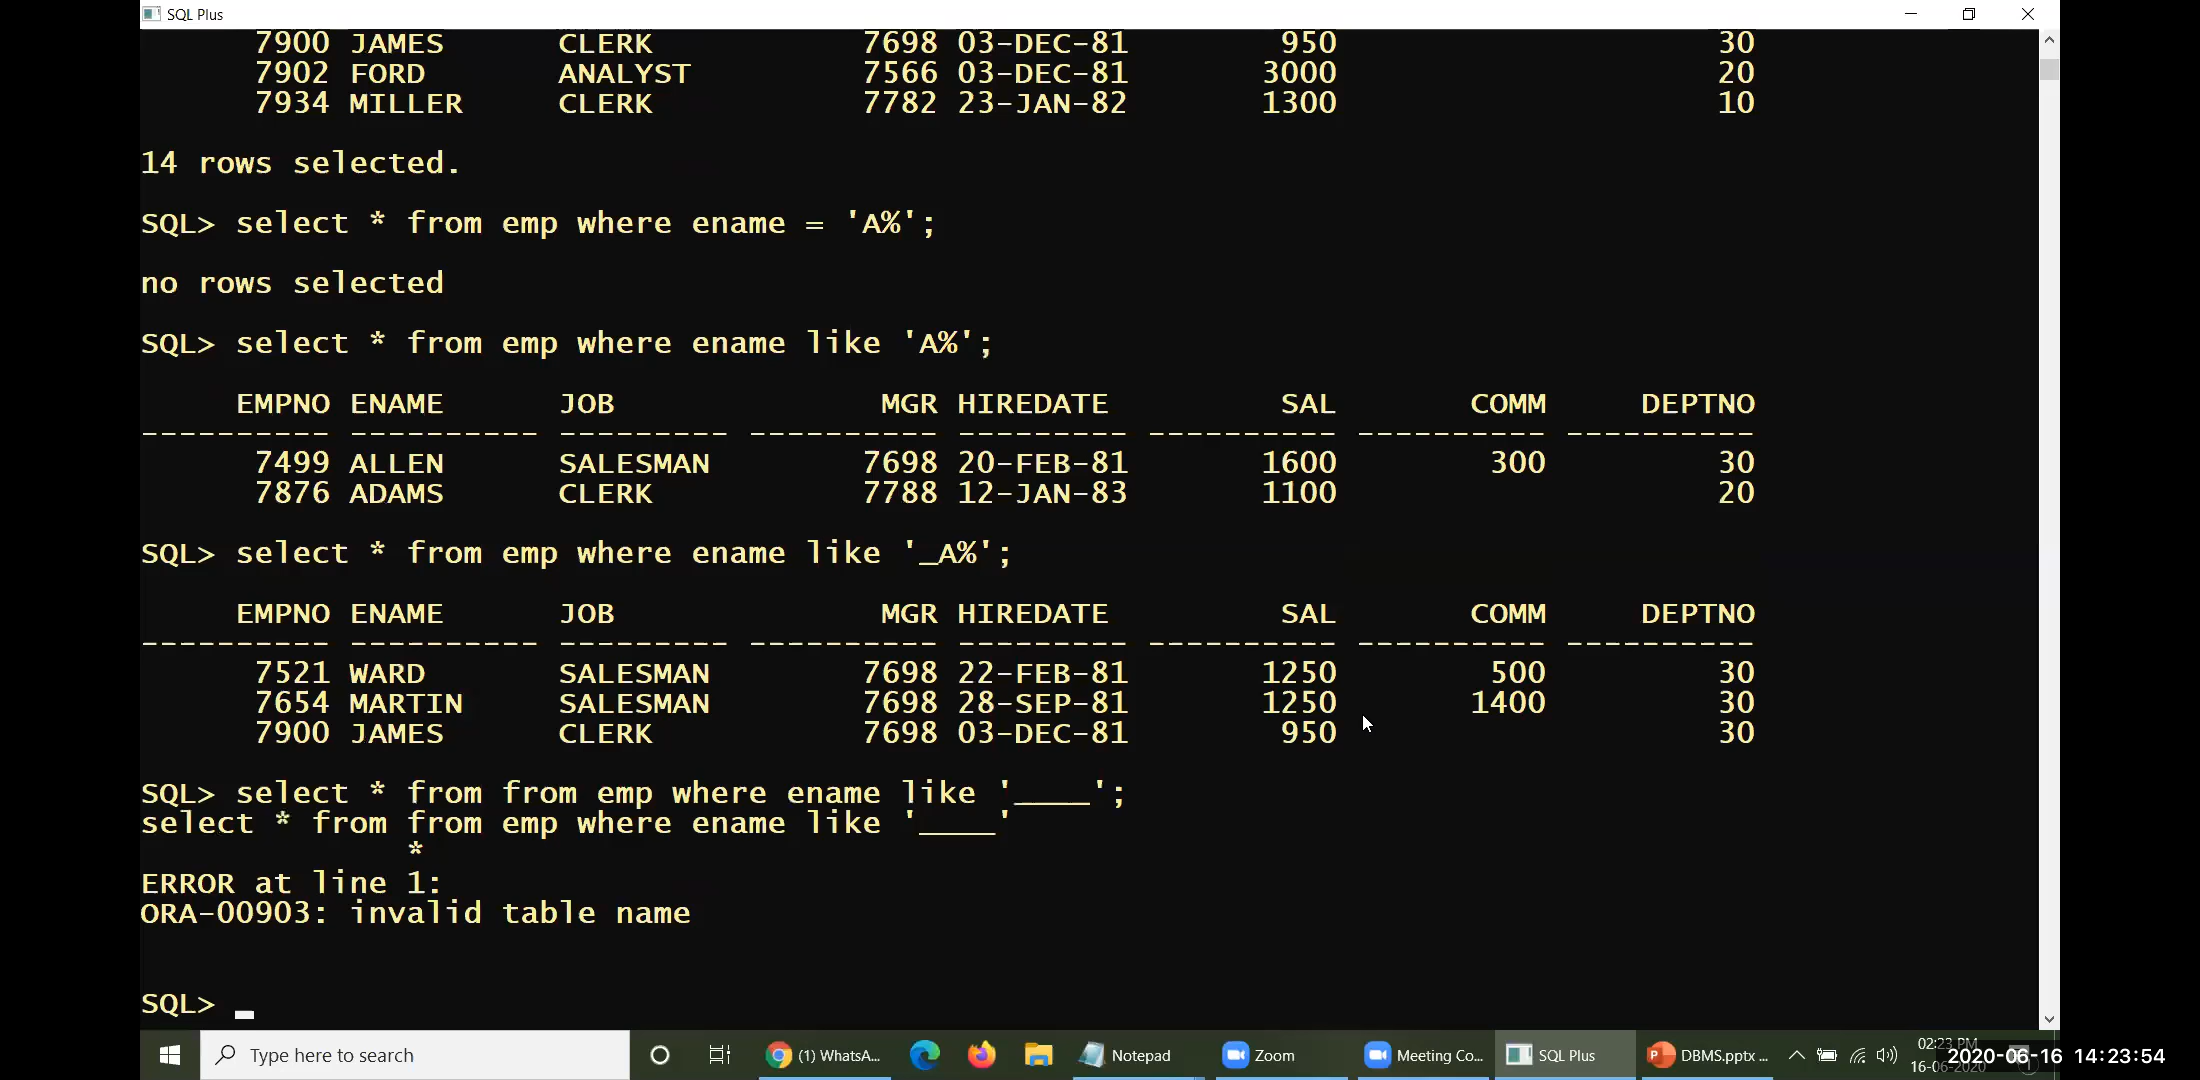 SQL Plus
7900 JAMES CLERK 7698 03-DEC-81 950 30
7902 FORD ANALYST 7566 03-DEC-81 3000 20
7934 MILLER CLERK 7782 23-JAN-82 1300 10
14 rows selected.
SQL> select * from emp where ename = 'A%';
no rows selected
SQL> select * from emp where ename like 'A%';
EMPNO ENAME JOB MGR HIREDATE SAL COMM DEPTNO
---------- ---------- --------- ---------- --------- ---------- ---------- ----------
7499 ALLEN SALESMAN 7698 20-FEB-81 1600 300 30
7876 ADAMS CLERK 7788 12-JAN-83 1100 20
SQL> select * from emp where ename like '_A%';
EMPNO ENAME JOB MGR HIREDATE SAL COMM DEPTNO
---------- ---------- --------- ---------- --------- ---------- ---------- ----------
7521 WARD SALESMAN 7698 22-FEB-81 1250 500 30
7654 MARTIN SALESMAN 7698 28-SEP-81 1250 1400 30
7900 JAMES CLERK 7698 03-DEC-81 950 30
SQL> select * from from emp where ename like '____';
select * from from emp where ename like '____'
*
ERROR at line 1:
ORA-00903: invalid table name
SQL> _
Type here to search (1) WhatsA... Notepad Zoom Meeting Co... SQL Plus DBMS.pptx ... 02:23 PM
16-06-2020
2020-06-16 14:23:54